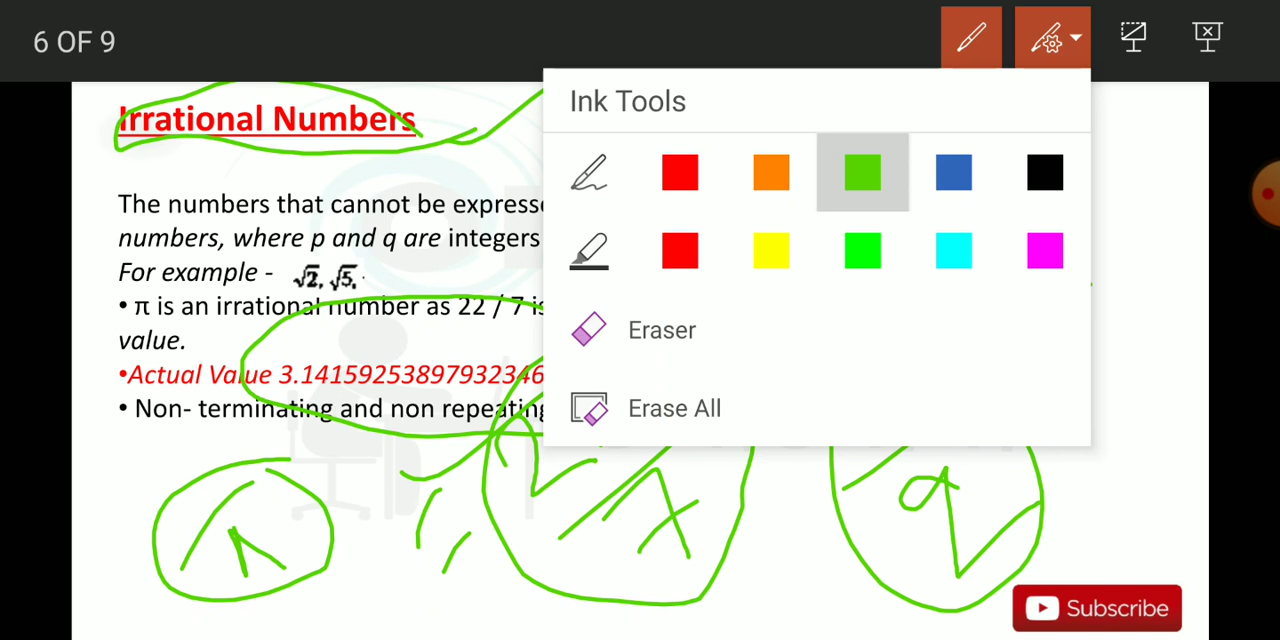 6 OF 9
Ink Tools
Irrational Numbers
The numbers that cannot be express
numbers, where p and q are integers
For example - √2, √5,
• π is an irrational number as 22 / 7 is
value.
•Actual Value 3.14159253897932346
• Non- terminating and non repeating
Eraser
Erase All
π
q
Subscribe